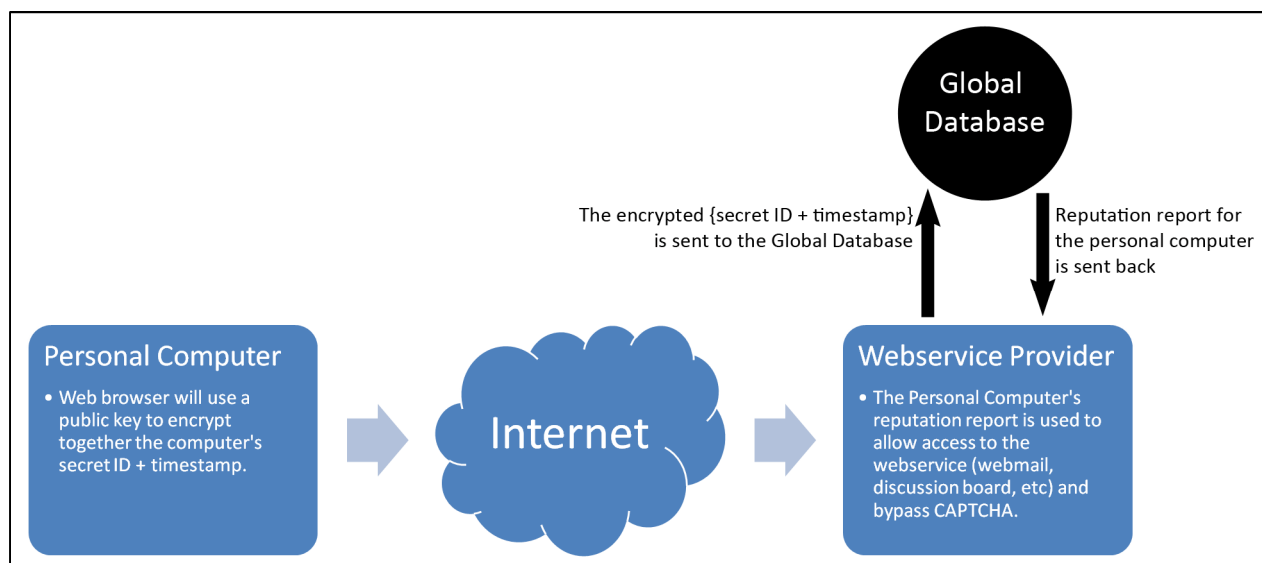 Global
Database
The encrypted {secret ID + timestamp}
is sent to the Global Database
Reputation report for
the personal computer
is sent back
Personal Computer
• Web browser will use a
public key to encrypt
together the computer's
secret ID + timestamp.
Internet
Webservice Provider
• The Personal Computer's
reputation report is used to
allow access to the
webservice (webmail,
discussion board, etc) and
bypass CAPTCHA.